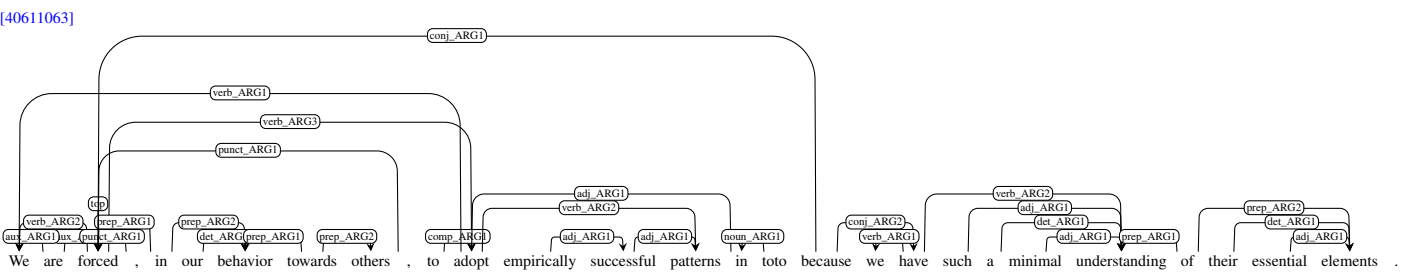 [40611063]
conj_ARG1
verb_ARG1
verb_ARG3
punct_ARG1
adj_ARG1 verb_ARG2
top verb_ARG2 adj_ARG1 prep_ARG2
verb_ARG2 prep_ARG1 prep_ARG2 conj_ARG2 det_ARG1 det_ARG1
aux_ARG1 punct_ARG1 prep_ARG1 prep_ARG2 comp_ARG1 adj_ARG1 adj_ARG1 noun_ARG1 verb_ARG1 adj_ARG1 prep_ARG1 adj_ARG1
We are forced , in our behavior towards others , to adopt empirically successful patterns in toto because we have such a minimal understanding of their essential elements .